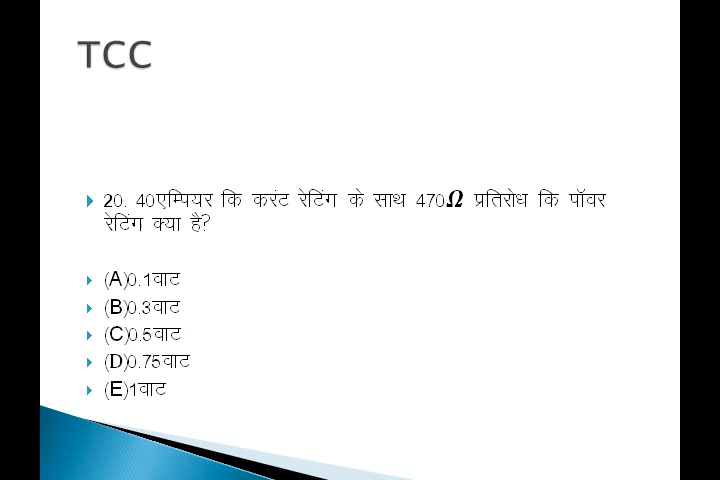 TCC
20. 40एम्पियर कि करंट रेटिंग के साथ 470Ω प्रतिरोध कि पॉवर
रेटिंग क्या है?
(A)0.1वाट
(B)0.3वाट
(C)0.5वाट
(D)0.75वाट
(E)1वाट